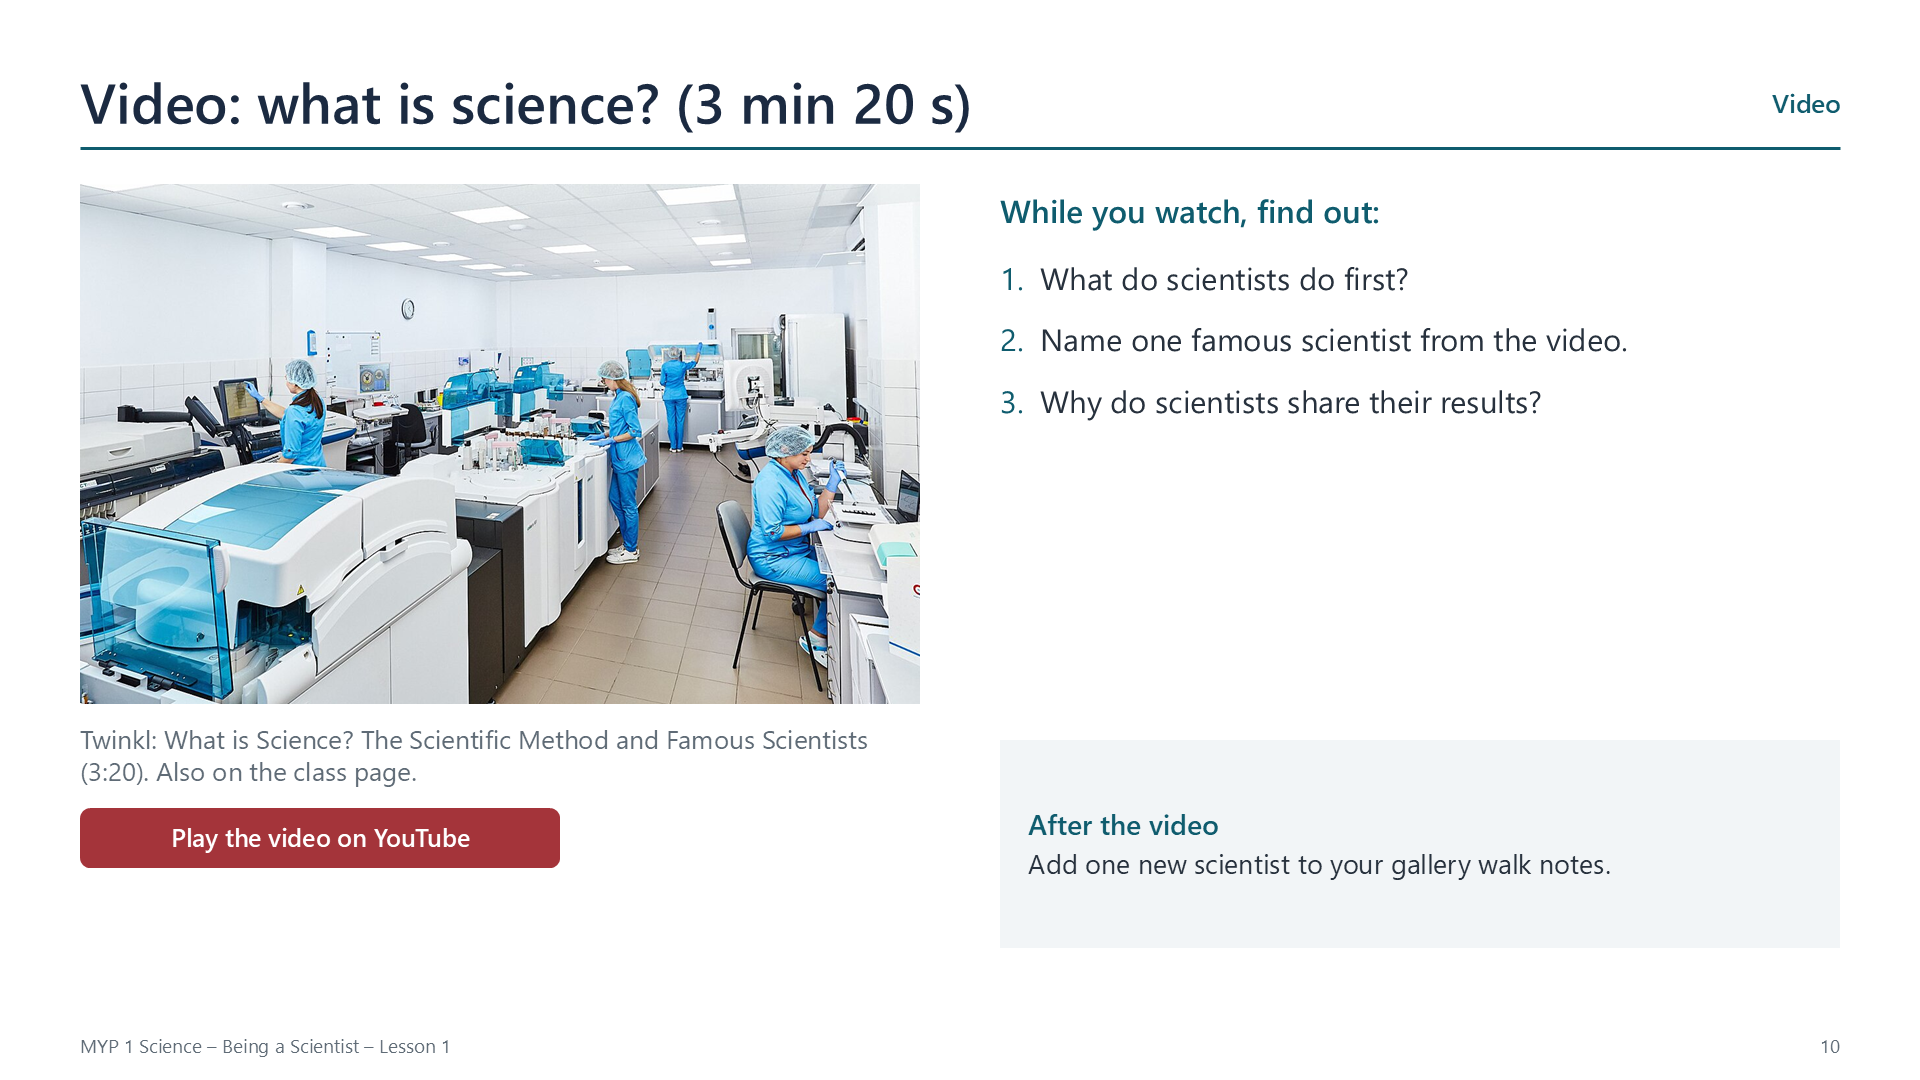 Video: what is science? (3 min 20 s)
Video
Twinkl: What is Science? The Scientific Method and Famous Scientists
(3:20). Also on the class page.
Play the video on YouTube
While you watch, find out:
1. What do scientists do first?
2. Name one famous scientist from the video.
3. Why do scientists share their results?
After the video
Add one new scientist to your gallery walk notes.
MYP 1 Science – Being a Scientist – Lesson 1
10